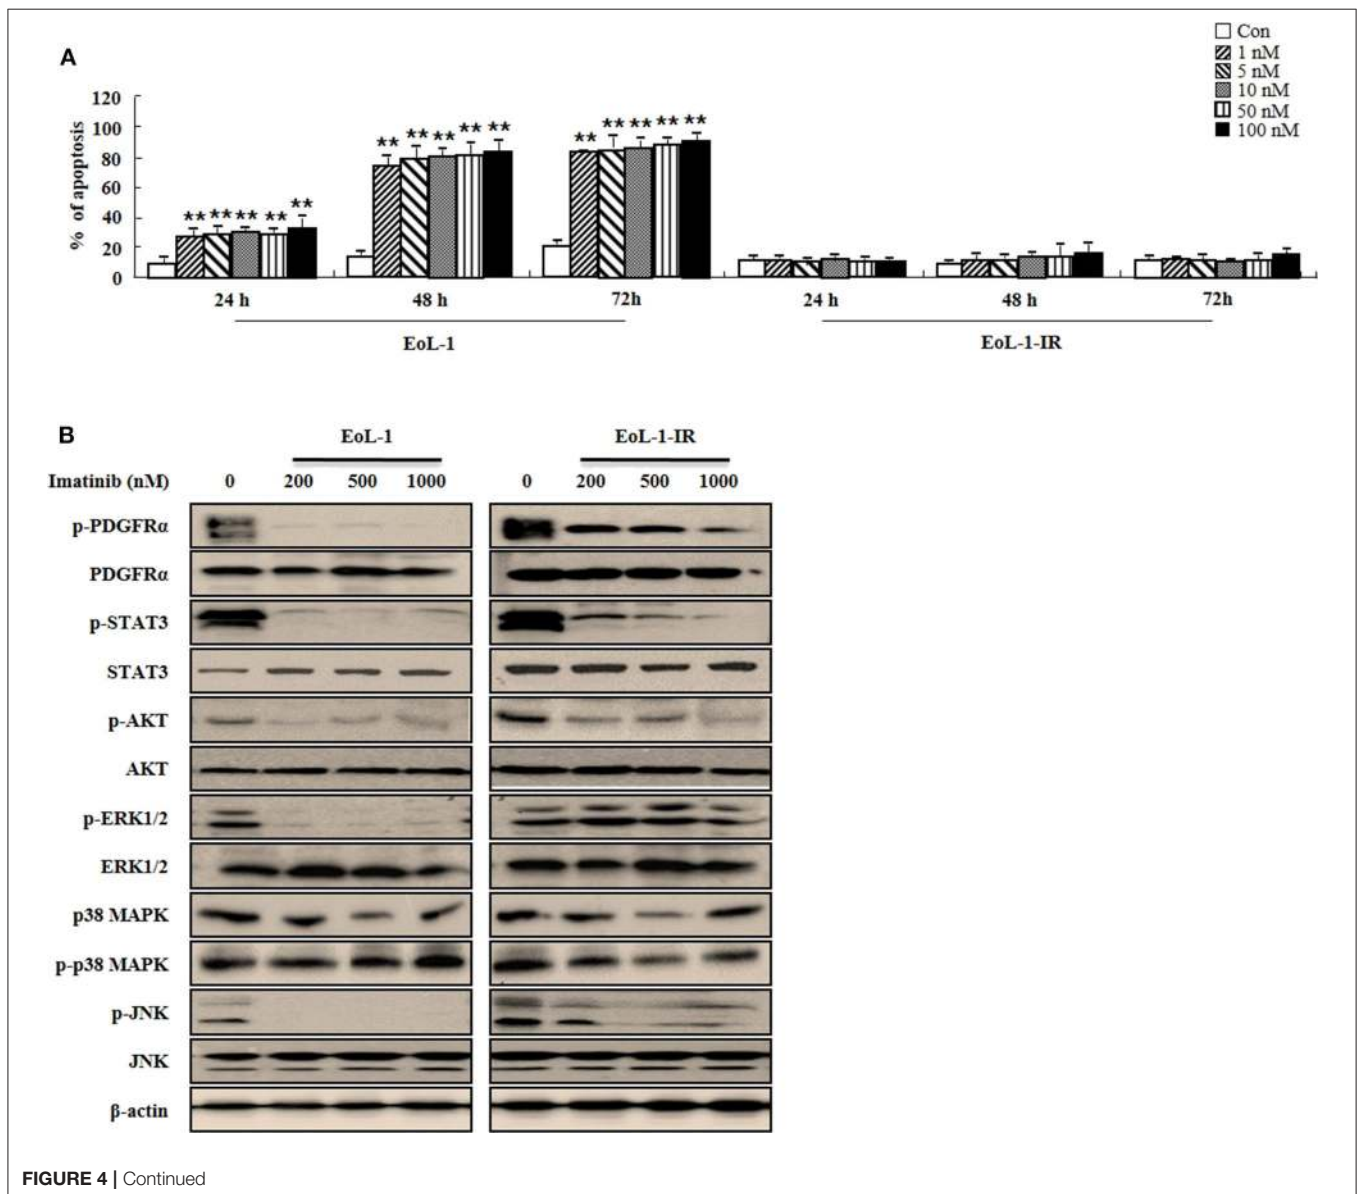 Con
1 nM
5 nM
10 nM
50 nM
100 nM
A
% of apoptosis
120
100
80
60
40
20
0
** ** ** ** **
** ** ** ** **
** ** ** ** **
24 h 48 h 72h 24 h 48 h 72h
EoL-1 EoL-1-IR
B
EoL-1 EoL-1-IR
Imatinib (nM) 0 200 500 1000 0 200 500 1000
p-PDGFRα
PDGFRα
p-STAT3
STAT3
p-AKT
AKT
p-ERK1/2
ERK1/2
p38 MAPK
p-p38 MAPK
p-JNK
JNK
β-actin
FIGURE 4 | Continued